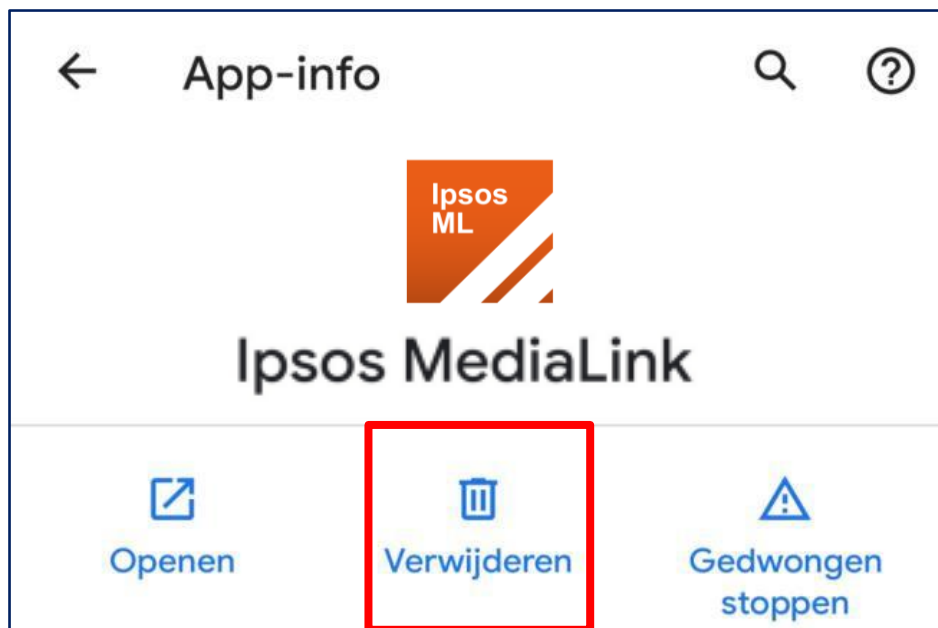 App-info
Ipsos
ML
Ipsos MediaLink
Openen
Verwijderen
Gedwongen
stoppen